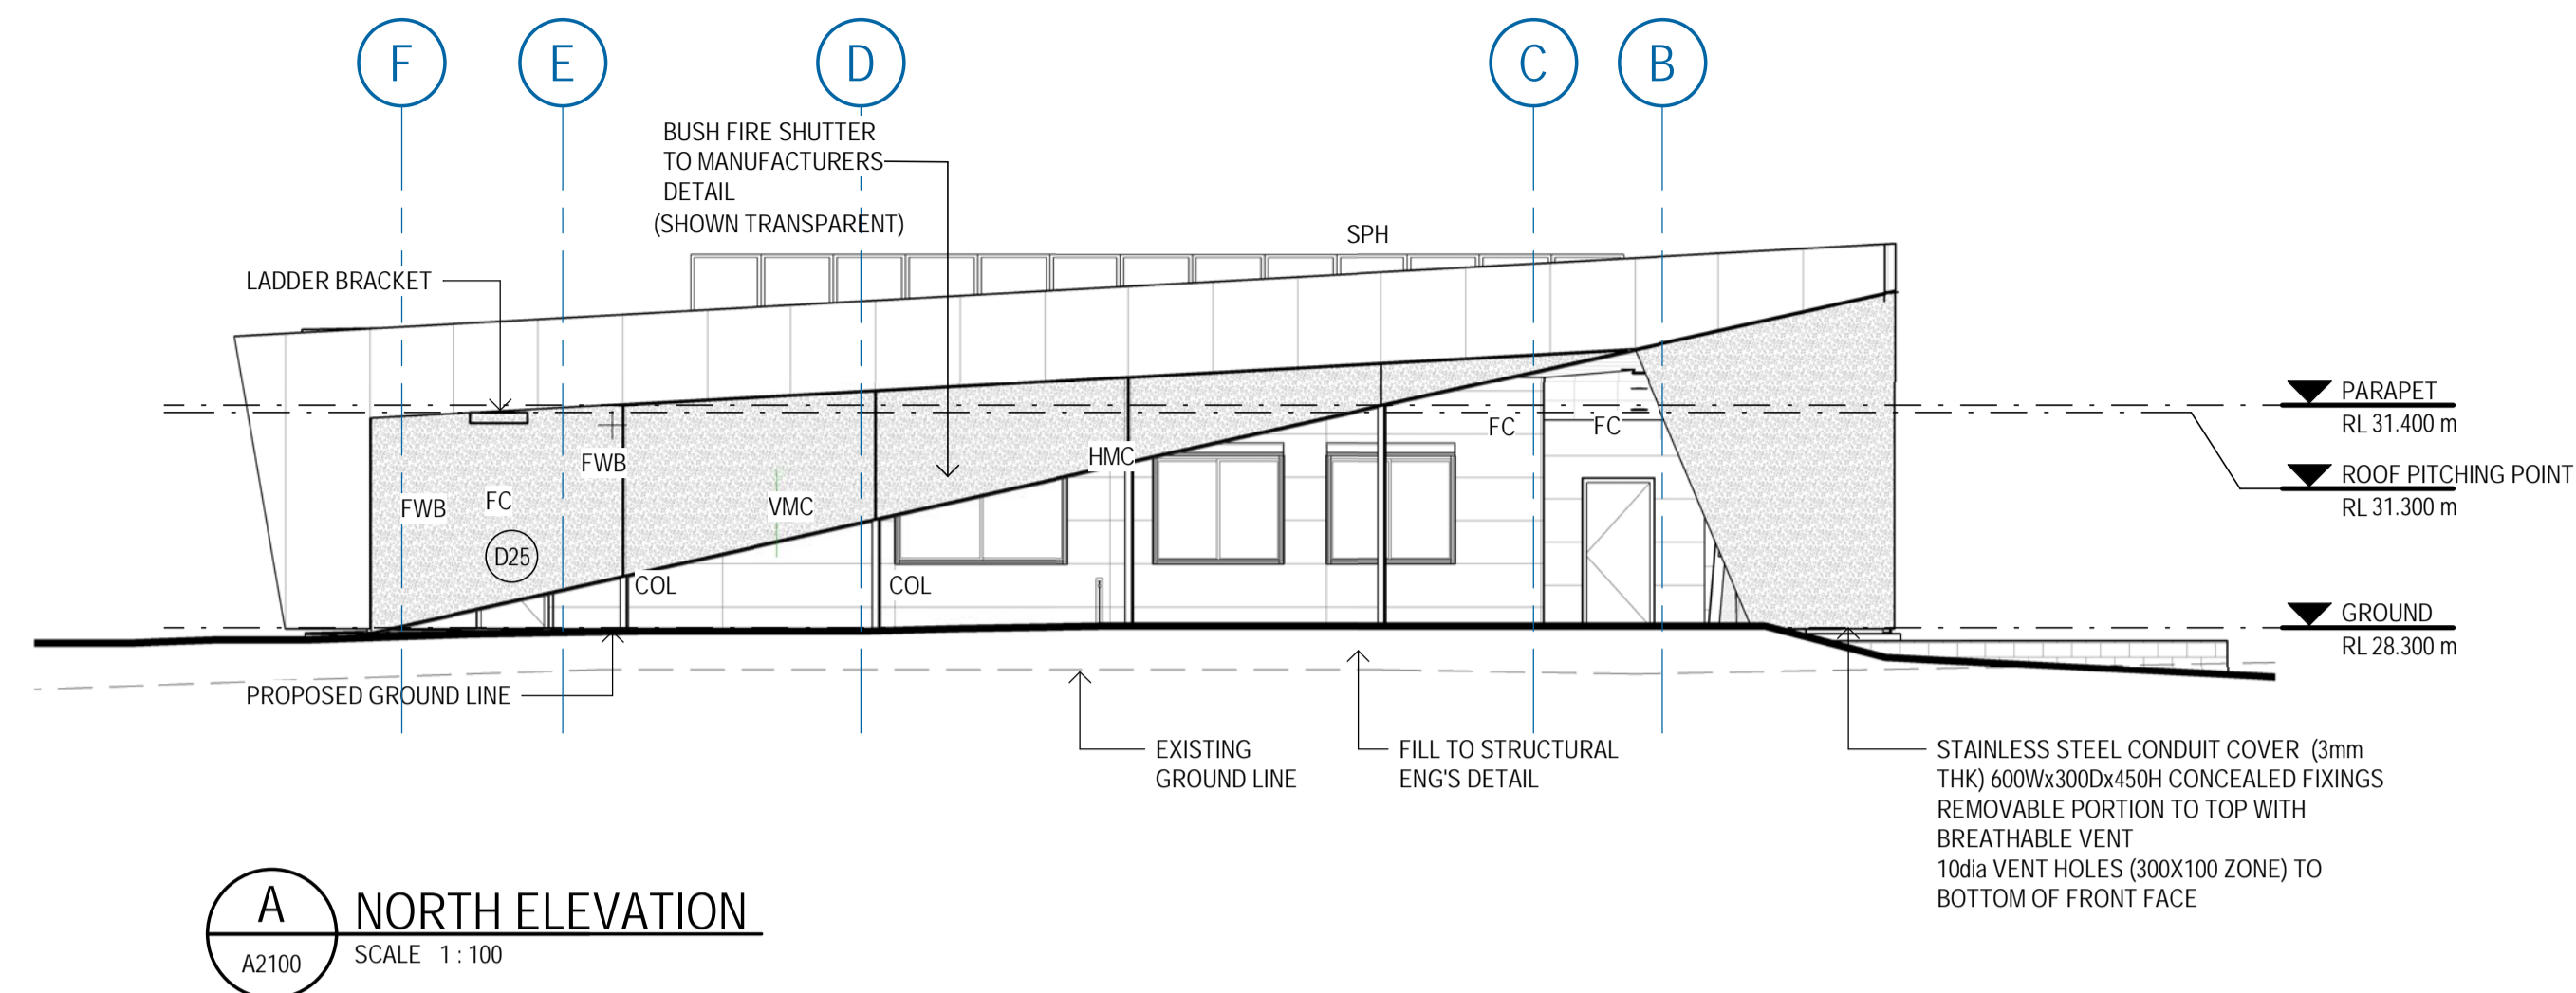 F
E
D
C
B
BUSH FIRE SHUTTER
TO MANUFACTURERS
DETAIL
(SHOWN TRANSPARENT)
SPH
LADDER BRACKET
PARAPET
RL 31.400 m
FC
FC
HMC
FWB
ROOF PITCHING POINT
RL 31.300 m
FWB
FC
VMC
D25
COL
COL
GROUND
RL 28.300 m
PROPOSED GROUND LINE
EXISTING
GROUND LINE
FILL TO STRUCTURAL
ENG'S DETAIL
STAINLESS STEEL CONDUIT COVER (3mm
THK) 600Wx300Dx450H CONCEALED FIXINGS
REMOVABLE PORTION TO TOP WITH
BREATHABLE VENT
10dia VENT HOLES (300X100 ZONE) TO
BOTTOM OF FRONT FACE
A
A2100
NORTH ELEVATION
SCALE 1 : 100